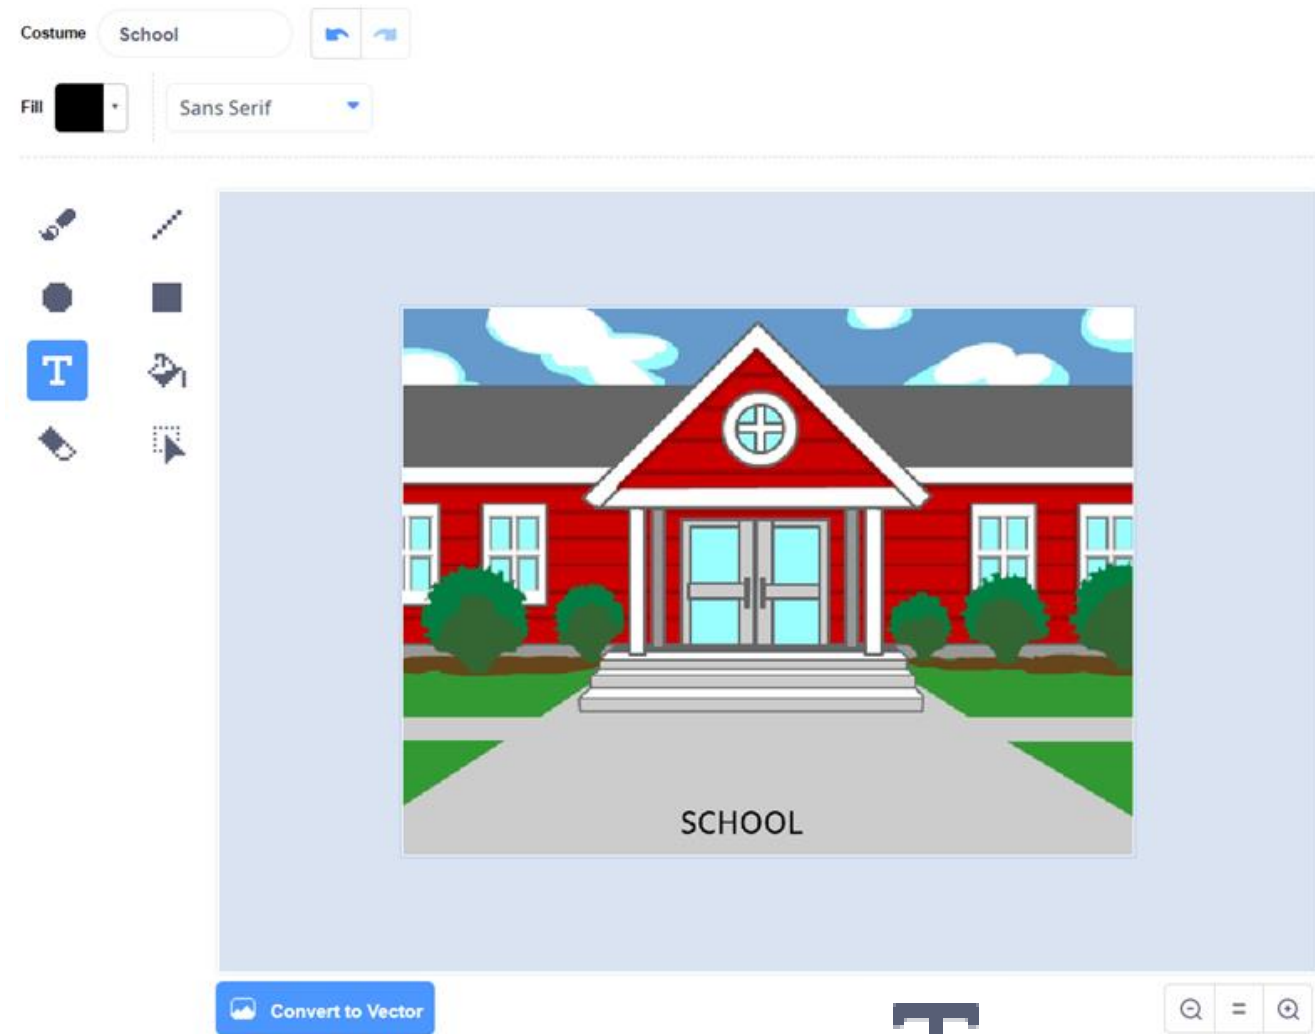 Costume School
Fill Sans Serif
T
SCHOOL
Convert to Vector